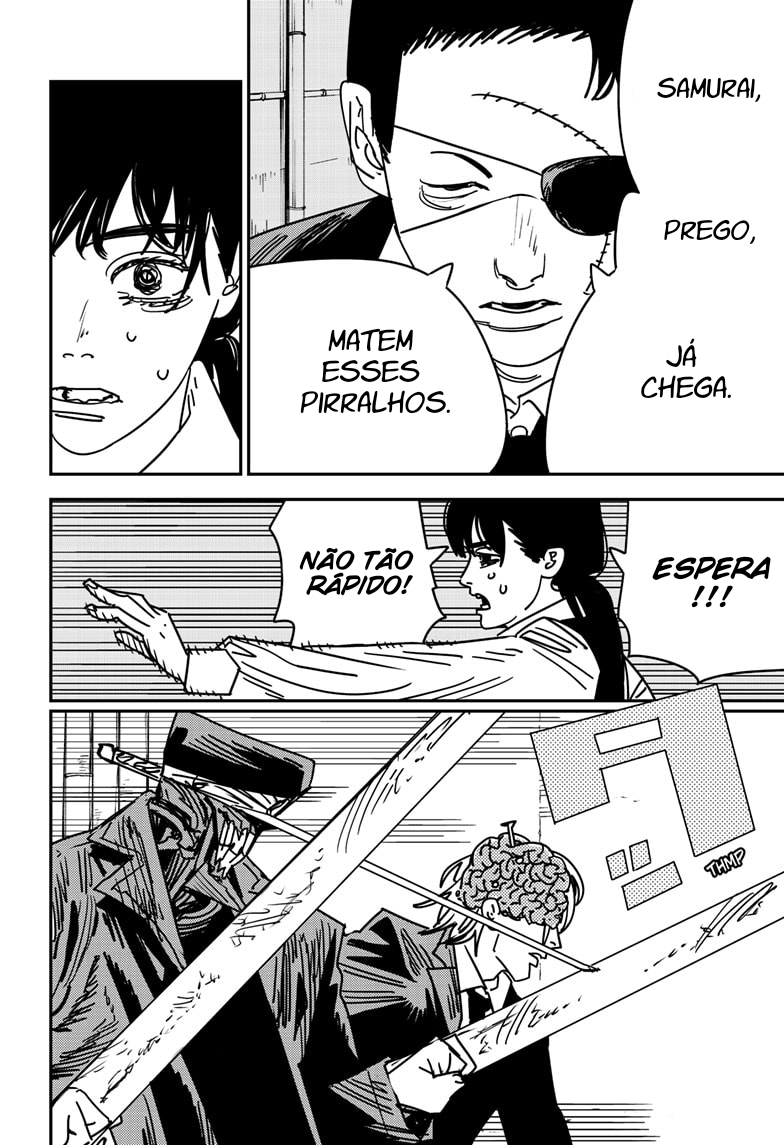 SAMURAI,
PREGO,
JÁ
CHEGA.
MATEM
ESSES
PIRRALHOS.
ESPERA
!!!
NÃO TÃO
RÁPIDO!
THMP